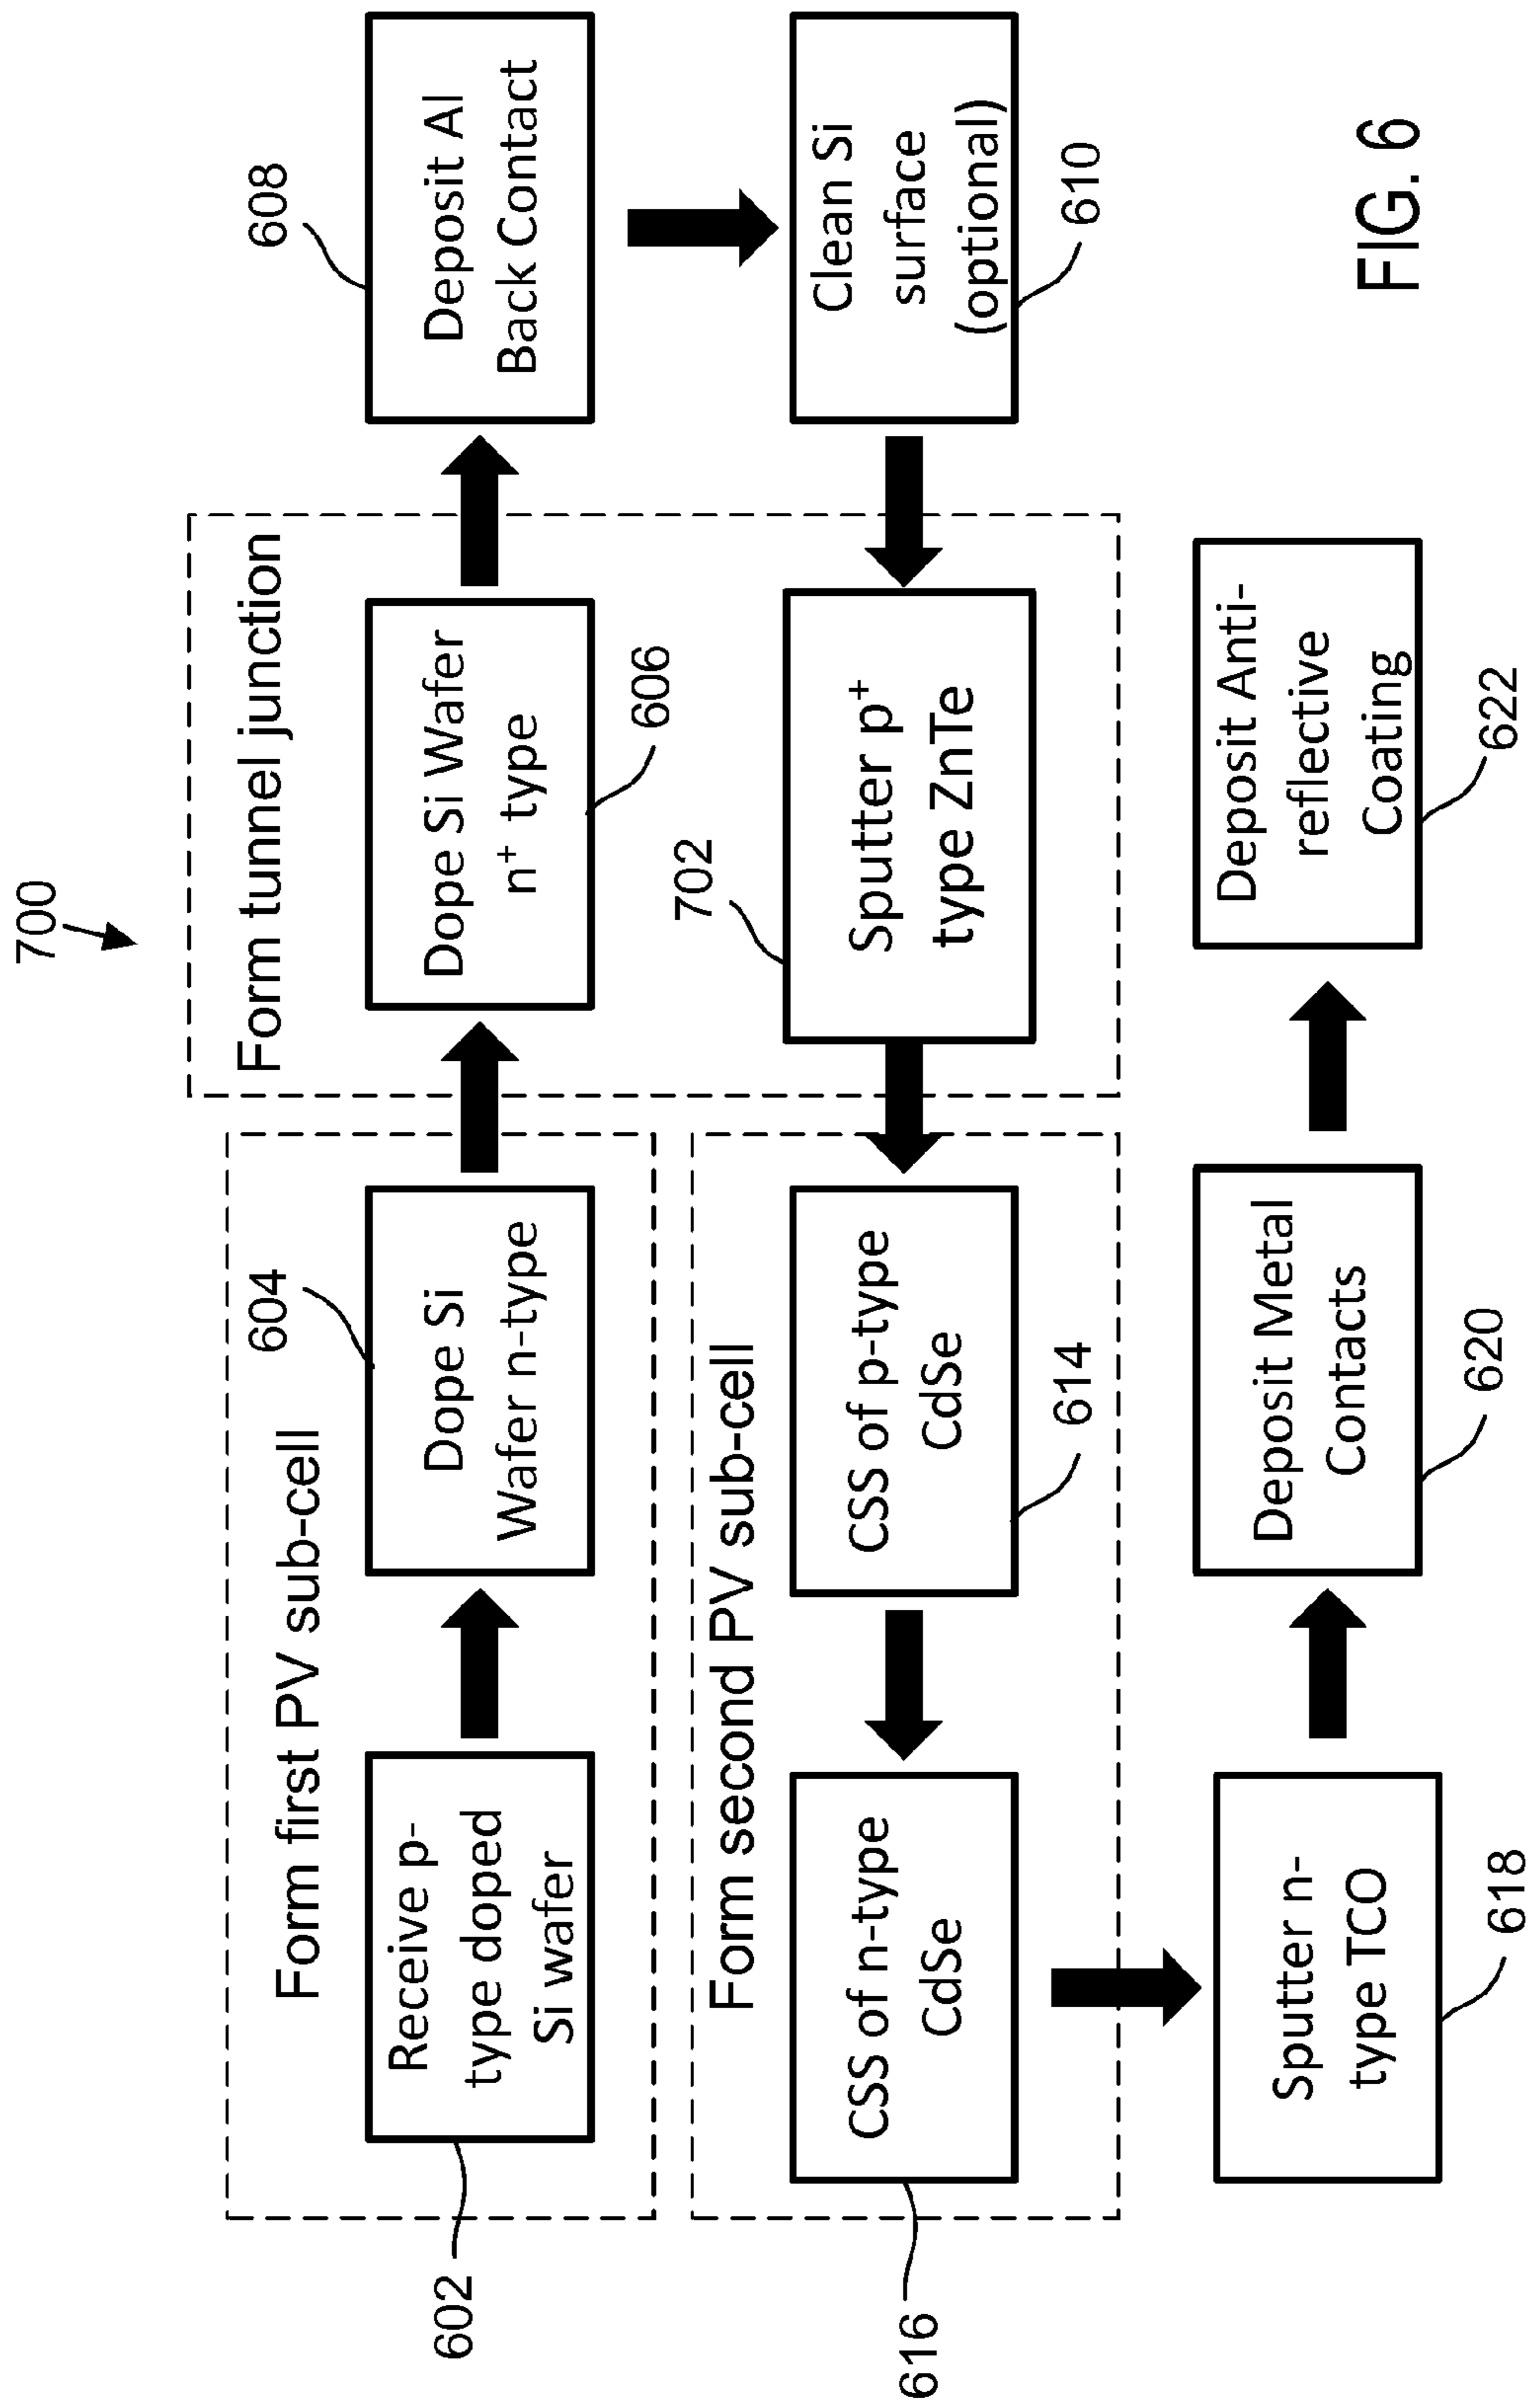 700
Form first PV sub-cell
602
Receive p-
type doped
Si wafer
604
Dope Si
Wafer n-type
Form tunnel junction
Dope Si Wafer
n⁺ type
606
608
Deposit Al
Back Contact
Clean Si
surface
(optional)
610
702
Sputter p⁺
type ZnTe
Form second PV sub-cell
CSS of p-type
CdSe
614
CSS of n-type
CdSe
616
Sputter n-
type TCO
618
Deposit Metal
Contacts
620
Deposit Anti-
reflective
Coating
622
FIG. 6